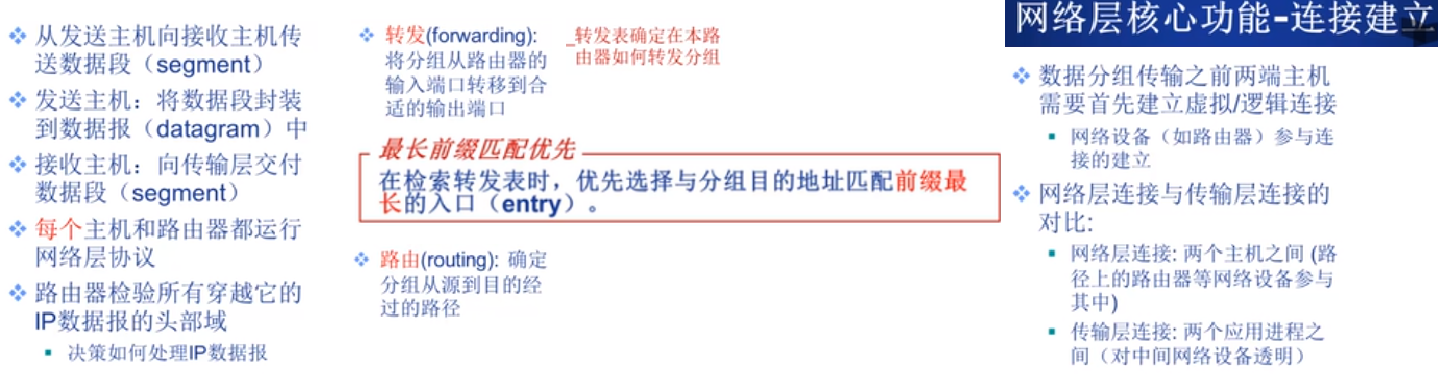 从发送主机向接收主机传
送数据段（segment）
发送主机：将数据段封装
到数据报（datagram）中
接收主机：向传输层交付
数据段（segment）
每个主机和路由器都运行
网络层协议
路由器检验所有穿越它的
IP数据报的头部域
决策如何处理IP数据报
转发(forwarding):
将分组从路由器的
输入端口转移到合
适的输出端口
_转发表确定在本路
由器如何转发分组
最长前缀匹配优先
在检索转发表时，优先选择与分组目的地址匹配前缀最
长的入口（entry）。
路由(routing): 确定
分组从源到目的经
过的路径
网络层核心功能-连接建立
数据分组传输之前两端主机
需要首先建立虚拟/逻辑连接
网络设备（如路由器）参与连
接的建立
网络层连接与传输层连接的
对比:
网络层连接: 两个主机之间 (路
径上的路由器等网络设备参与
其中)
传输层连接: 两个应用进程之
间（对中间网络设备透明）